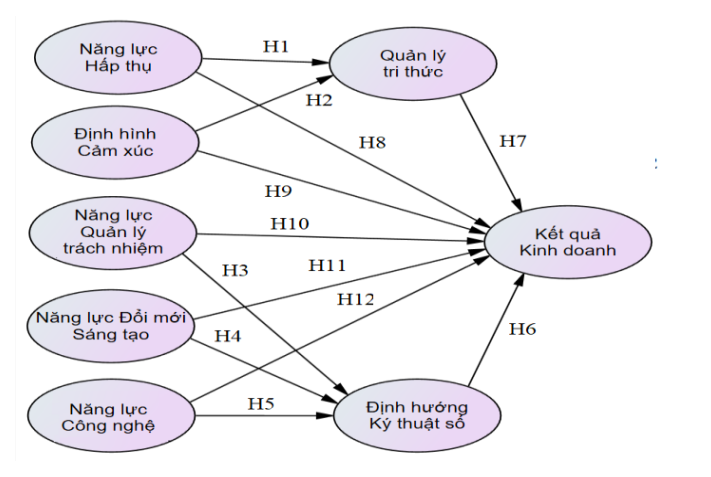 Năng lực
Hấp thụ
H1
Quản lý
tri thức
H2
Định hình
Cảm xúc
H8
H7
H9
Năng lực
Quản lý
trách nhiệm
H10
Kết quả
Kinh doanh
H3
H11
H12
Năng lực Đổi mới
Sáng tạo
H4
H6
Năng lực
Công nghệ
H5
Định hướng
Kỹ thuật số
: